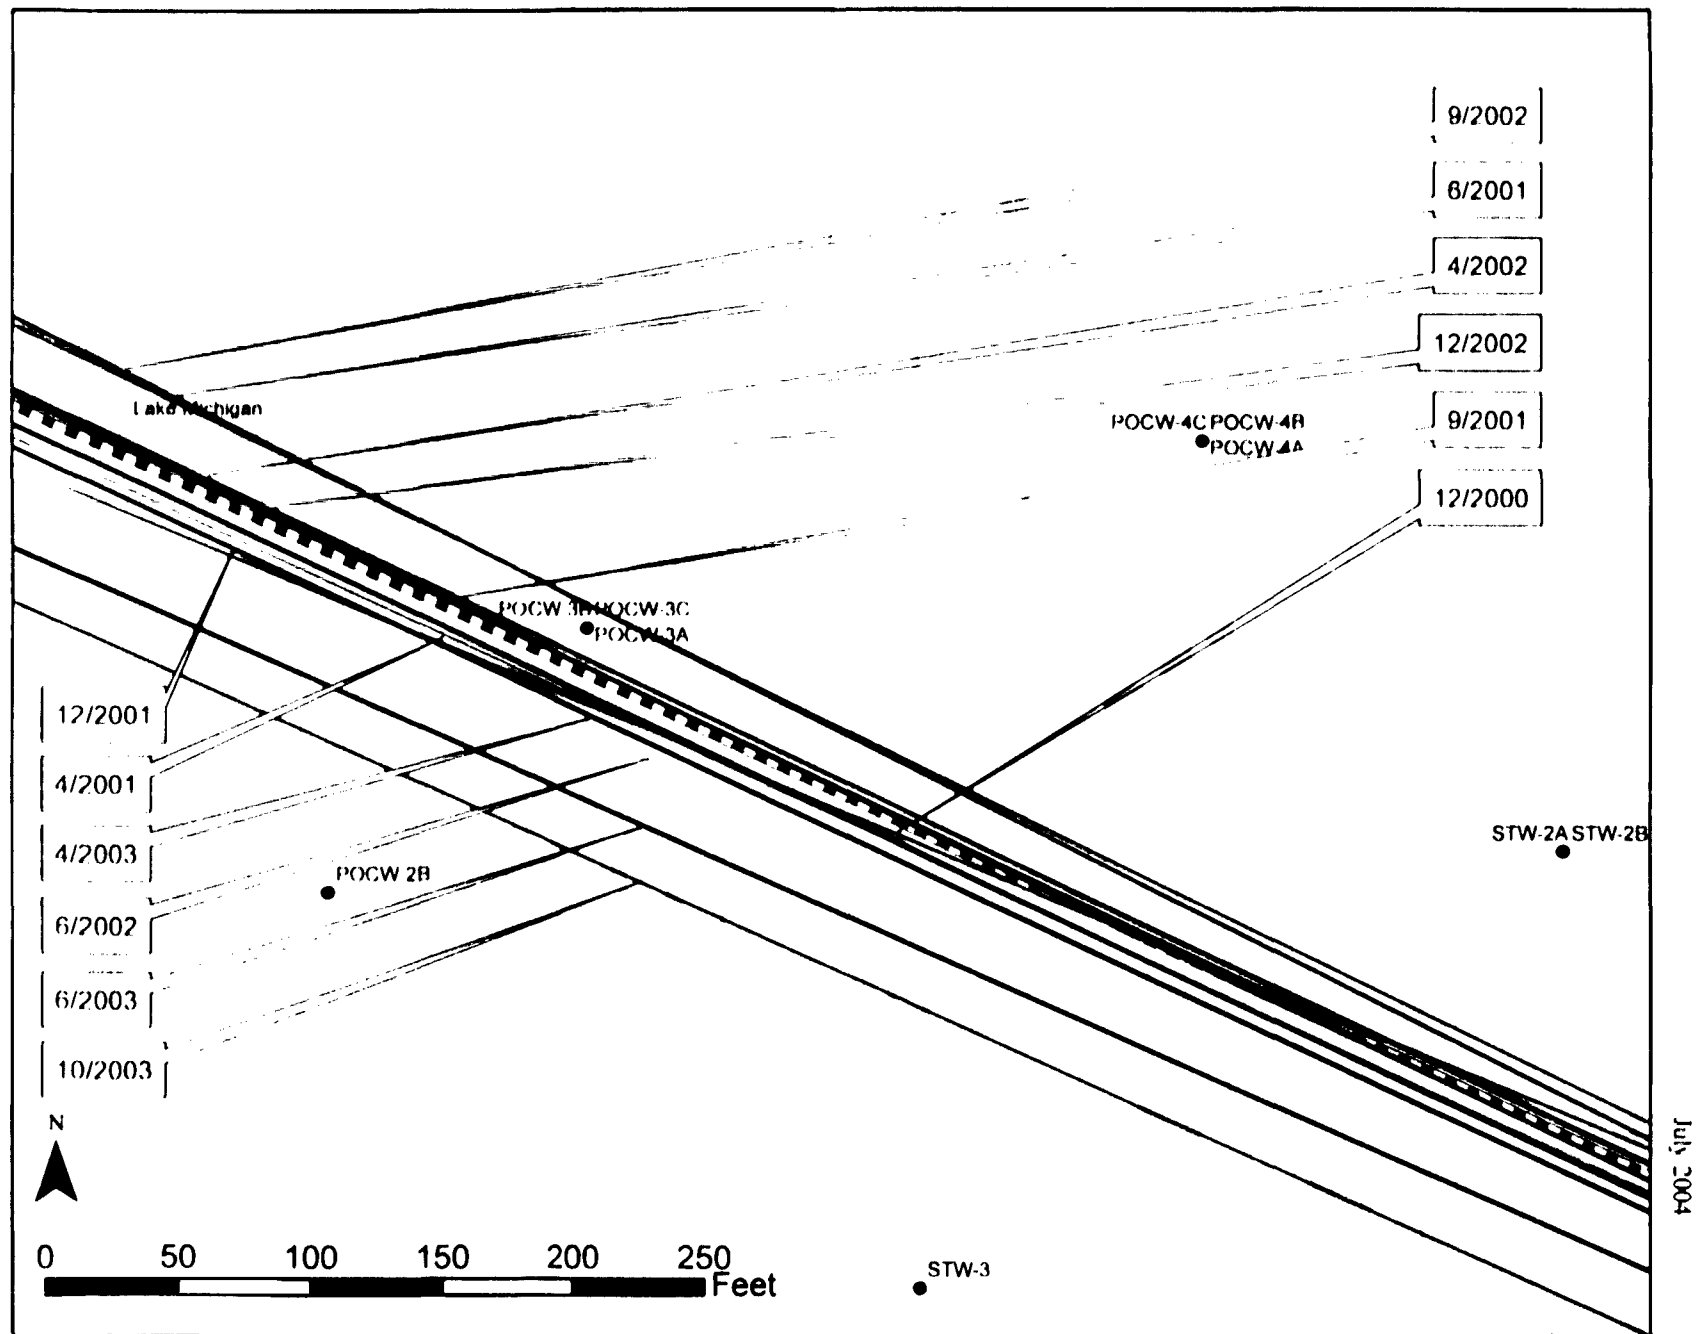 9/2002
6/2001
4/2002
12/2002
Lake Michigan
POCW-4C POCW-4B
POCW-4A
9/2001
12/2000
POCW 3B POCW-3C
POCW-3A
12/2001
4/2001
4/2003
STW-2A STW-2B
POCW 2B
6/2002
6/2003
10/2003
N
July 2004
0 50 100 150 200 250
Feet
STW-3